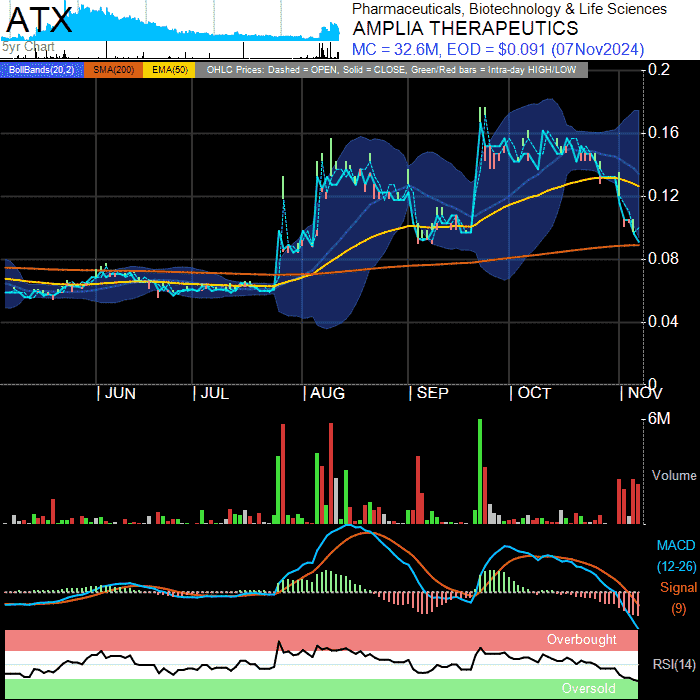 ATX
5yr Chart
Pharmaceuticals, Biotechnology & Life Sciences
AMPLIA THERAPEUTICS
MC = 32.6M, EOD = $0.091 (07Nov2024)
BollBands(20,2) SMA(200) EMA(50) OHLC Prices: Dashed = OPEN, Solid = CLOSE, Green/Red bars = Intra-day HIGH/LOW
0.2
0.16
0.12
0.08
0.04
0
JUN JUL AUG SEP OCT NOV
6M
Volume
MACD
(12-26)
Signal
(9)
Overbought
RSI(14)
Oversold